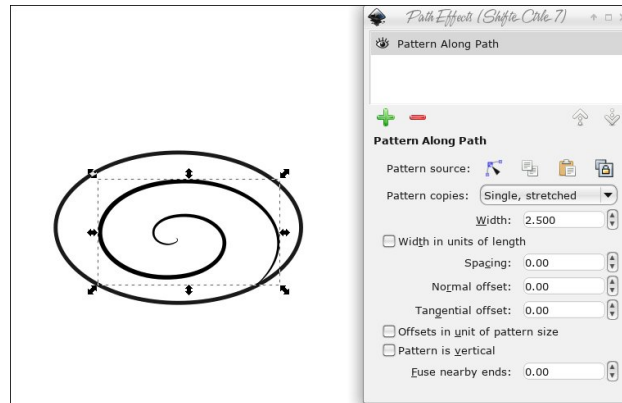 Path Effects (Shift+Ctrl+7)
Pattern Along Path
Pattern Along Path
Pattern source:
Pattern copies: Single, stretched
Width: 2.500
Width in units of length
Spacing: 0.00
Normal offset: 0.00
Tangential offset: 0.00
Offsets in unit of pattern size
Pattern is vertical
Fuse nearby ends: 0.00